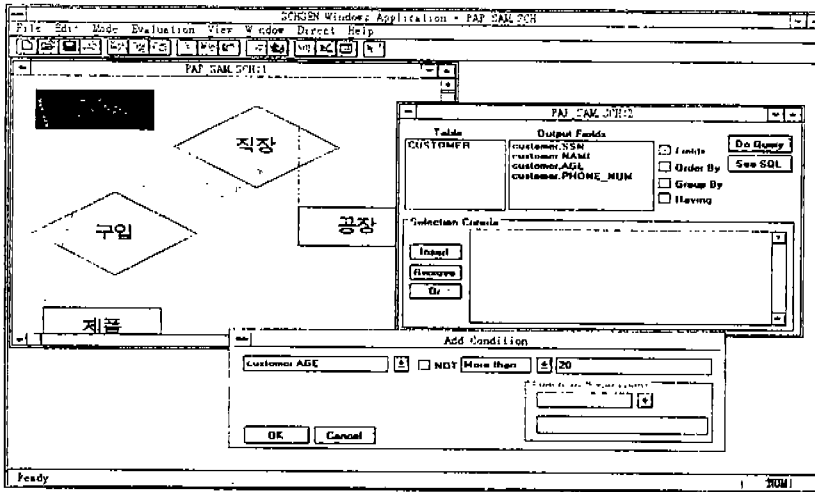 SCHGEN Windows Application - PAP_SAM.SCH
File Edit Mode Evaluation View Window Direct Help
PAP_SAM.SCH:1
직장
구입
공장
제품
PAP_SAM.SCH:2
Table
Output Fields
CUSTOMER
customer.SSN
customer.NAME
customer.AGE
customer.PHONE_NUM
Fields
Order By
Group By
Having
Do Query
See SQL
Selection Criteria
Insert
Remove
Or
Add Condition
Customer.AGE
NOT
More than
20
OK
Cancel
Ready
NUM